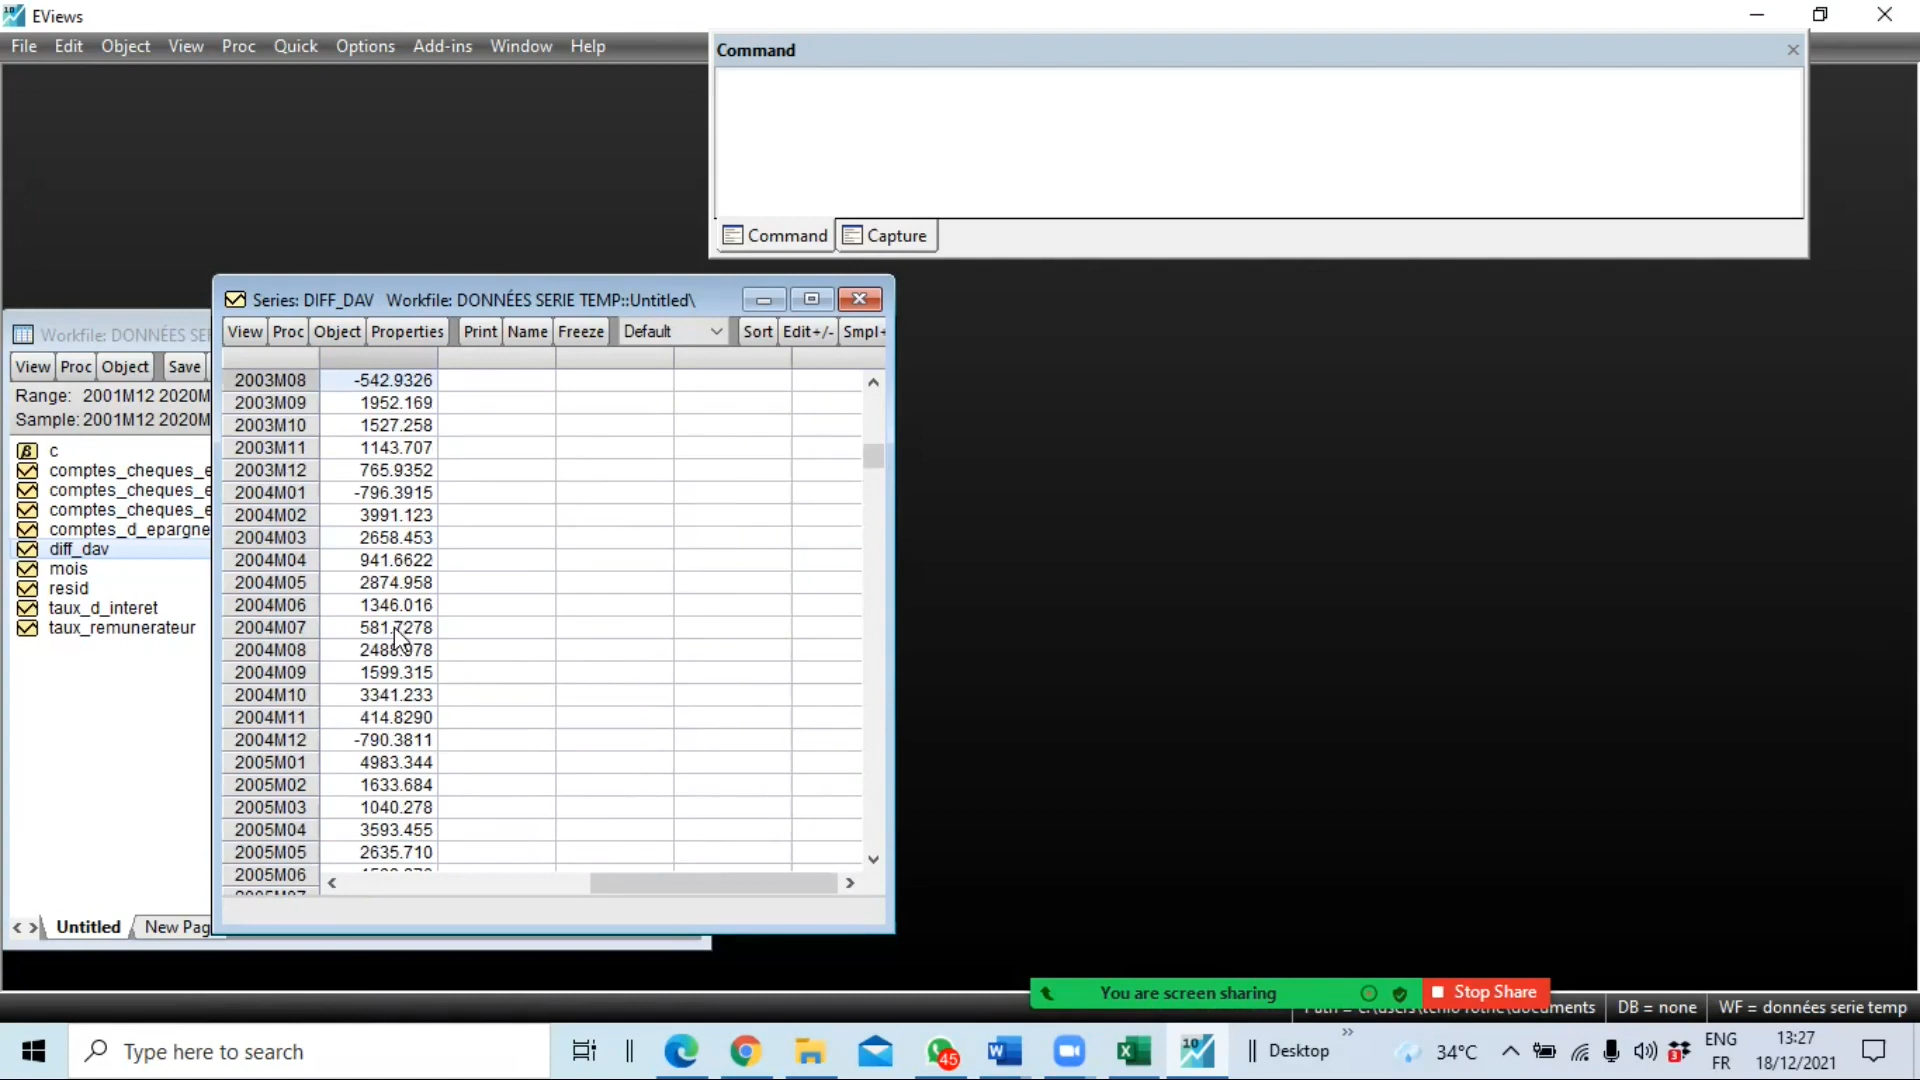 EViews
File Edit Object View Proc Quick Options Add-ins Window Help
Command
Command Capture
Series: DIFF_DAV Workfile: DONNÉES SERIE TEMP::Untitled\
View Proc Object Properties Print Name Freeze Default Sort Edit+/- Smpl+
2003M08 -542.9326
2003M09 1952.169
2003M10 1527.258
2003M11 1143.707
2003M12 765.9352
2004M01 -796.3915
2004M02 3991.123
2004M03 2658.453
2004M04 941.6622
2004M05 2874.958
2004M06 1346.016
2004M07 581.7278
2004M08 2488.978
2004M09 1599.315
2004M10 3341.233
2004M11 414.8290
2004M12 -790.3811
2005M01 4983.344
2005M02 1633.684
2005M03 1040.278
2005M04 3593.455
2005M05 2635.710
2005M06
Workfile: DONNÉES
View Proc Object Save
Range: 2001M12
Sample: 2001M12
c
comptes_cheques_e
comptes_cheques_e
comptes_cheques_e
comptes_d_epargne
diff_dav
mois
resid
taux_d_interet
taux_remunerateur
Untitled New Pag
You are screen sharing Stop Share
DB = none WF = données serie temp
Type here to search
45
10
Desktop
34°C
3
ENG
FR
13:27
18/12/2021